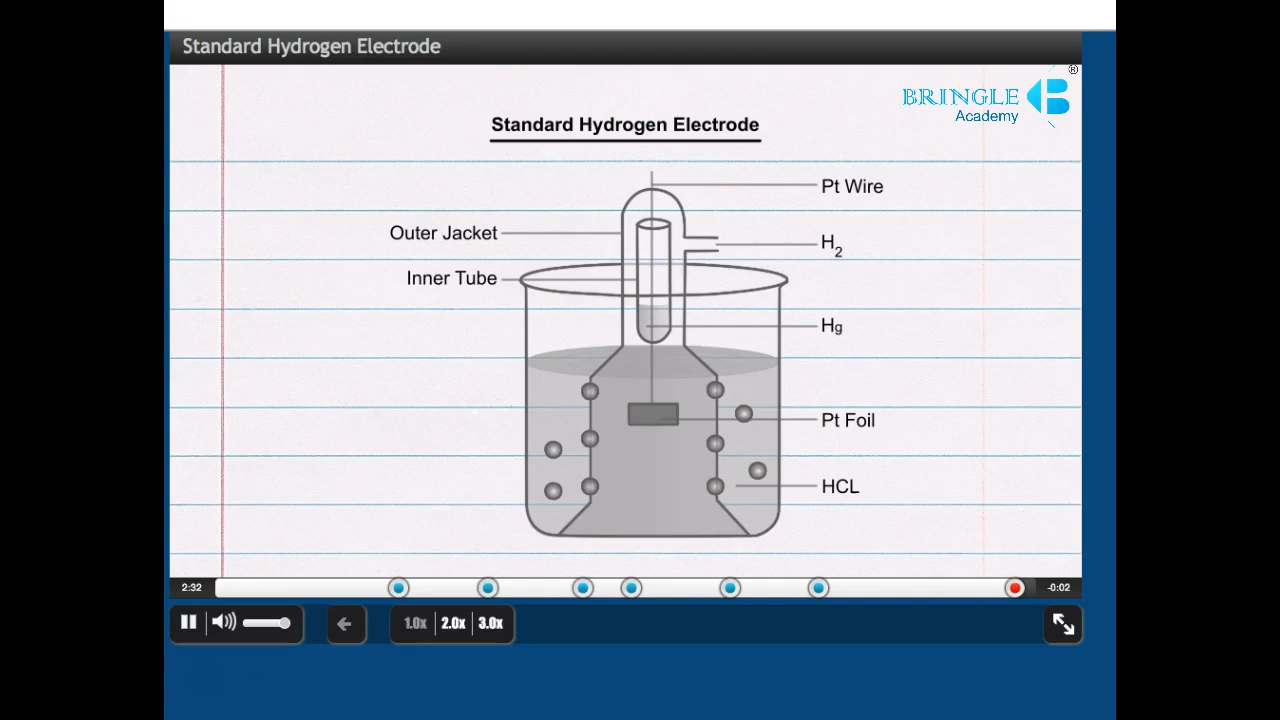 Standard Hydrogen Electrode
BRINGLE ®
Academy
Standard Hydrogen Electrode
Pt Wire
Outer Jacket
H2
Inner Tube
Hg
Pt Foil
HCL
2:32
-0:02
1.0x 2.0x 3.0x